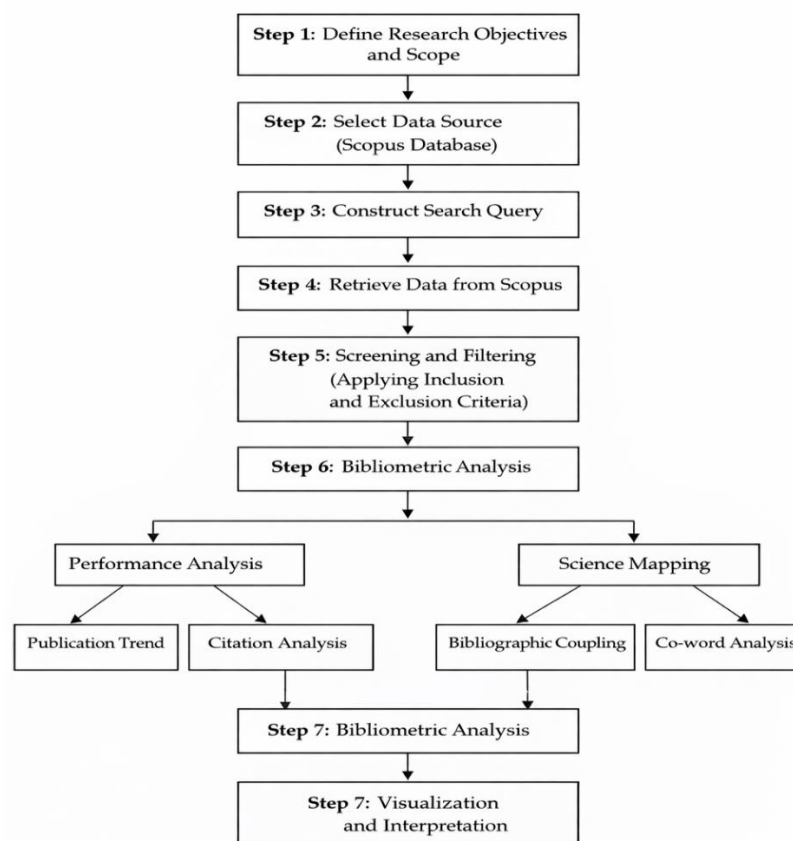 Step 1: Define Research Objectives
and Scope
Step 2: Select Data Source
(Scopus Database)
Step 3: Construct Search Query
Step 4: Retrieve Data from Scopus
Step 5: Screening and Filtering
(Applying Inclusion
and Exclusion Criteria)
Step 6: Bibliometric Analysis
Performance Analysis
Science Mapping
Publication Trend
Citation Analysis
Bibliographic Coupling
Co-word Analysis
Step 7: Bibliometric Analysis
Step 7: Visualization
and Interpretation